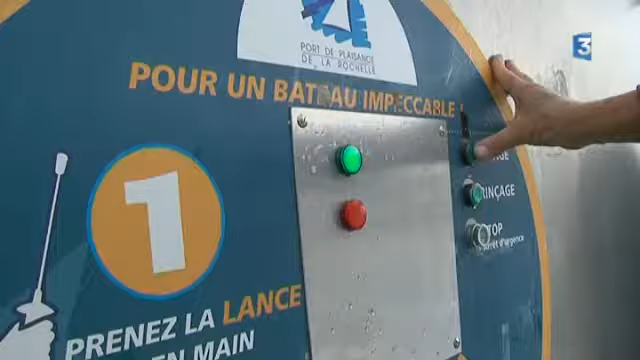 3
PORT DE PLAISANCE
DE LA ROCHELLE
POUR UN BATEAU IMPECCABLE !
RINÇAGE
STOP
Arrêt d'urgence
1
PRENEZ LA LANCE
EN MAIN